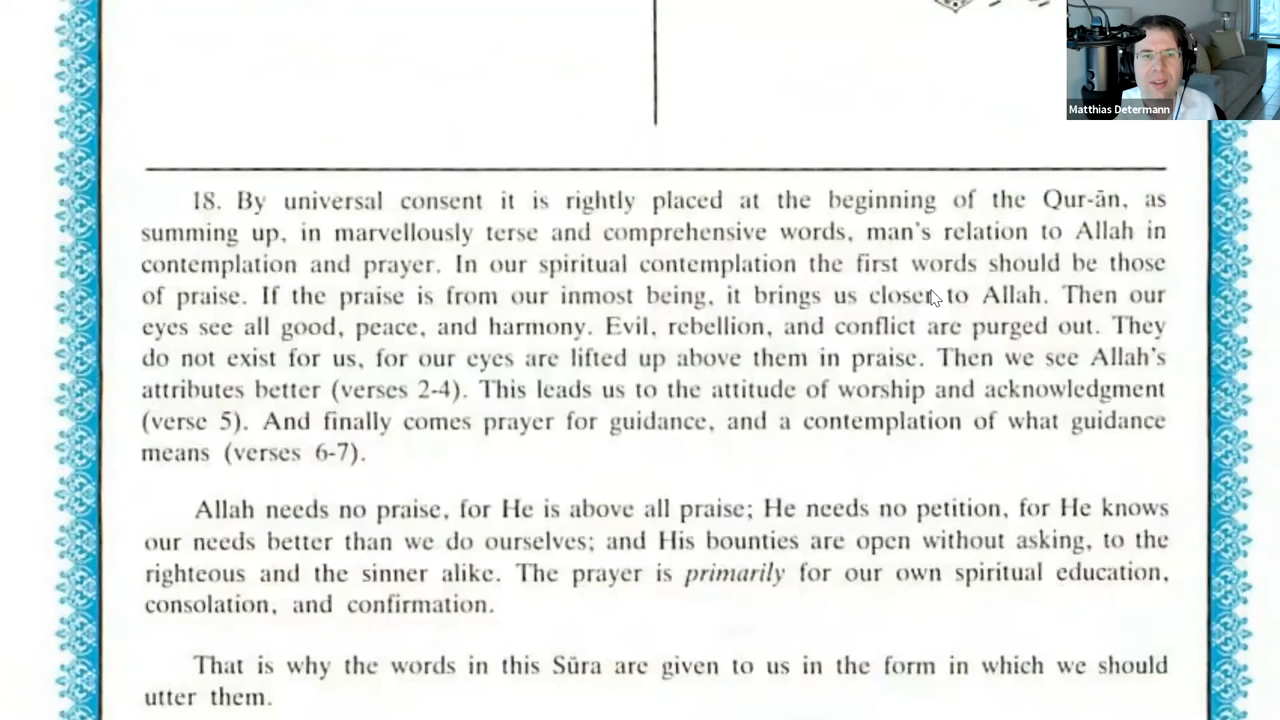 Matthias Determann
18. By universal consent it is rightly placed at the beginning of the Qur-ān, as
summing up, in marvellously terse and comprehensive words, man's relation to Allah in
contemplation and prayer. In our spiritual contemplation the first words should be those
of praise. If the praise is from our inmost being, it brings us closer to Allah. Then our
eyes see all good, peace, and harmony. Evil, rebellion, and conflict are purged out. They
do not exist for us, for our eyes are lifted up above them in praise. Then we see Allah's
attributes better (verses 2-4). This leads us to the attitude of worship and acknowledgment
(verse 5). And finally comes prayer for guidance, and a contemplation of what guidance
means (verses 6-7).
Allah needs no praise, for He is above all praise; He needs no petition, for He knows
our needs better than we do ourselves; and His bounties are open without asking, to the
righteous and the sinner alike. The prayer is primarily for our own spiritual education,
consolation, and confirmation.
That is why the words in this Sūra are given to us in the form in which we should
utter them.